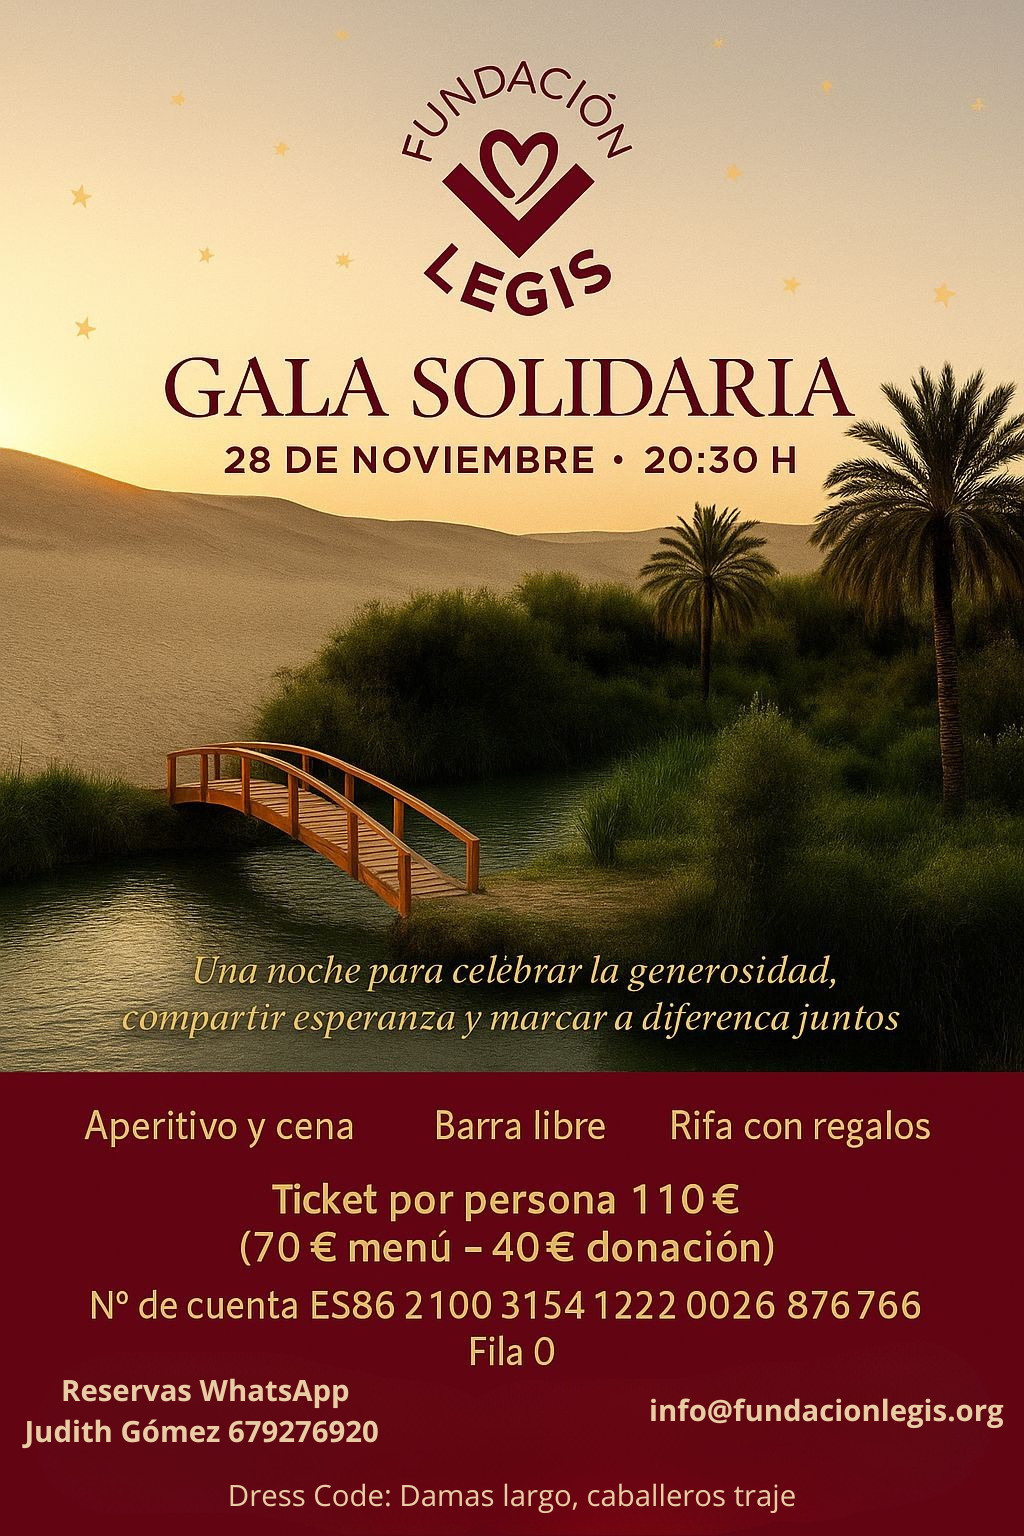 FUNDACIÓN
LEGIS
GALA SOLIDARIA
28 DE NOVIEMBRE • 20:30 H
Una noche para celebrar la generosidad,
compartir esperanza y marcar a diferenca juntos
Aperitivo y cena Barra libre Rifa con regalos
Ticket por persona 110 €
(70 € menú – 40 € donación)
Nº de cuenta ES86 2100 3154 1222 0026 876766
Fila 0
Reservas WhatsApp
Judith Gómez 679276920
info@fundacionlegis.org
Dress Code: Damas largo, caballeros traje